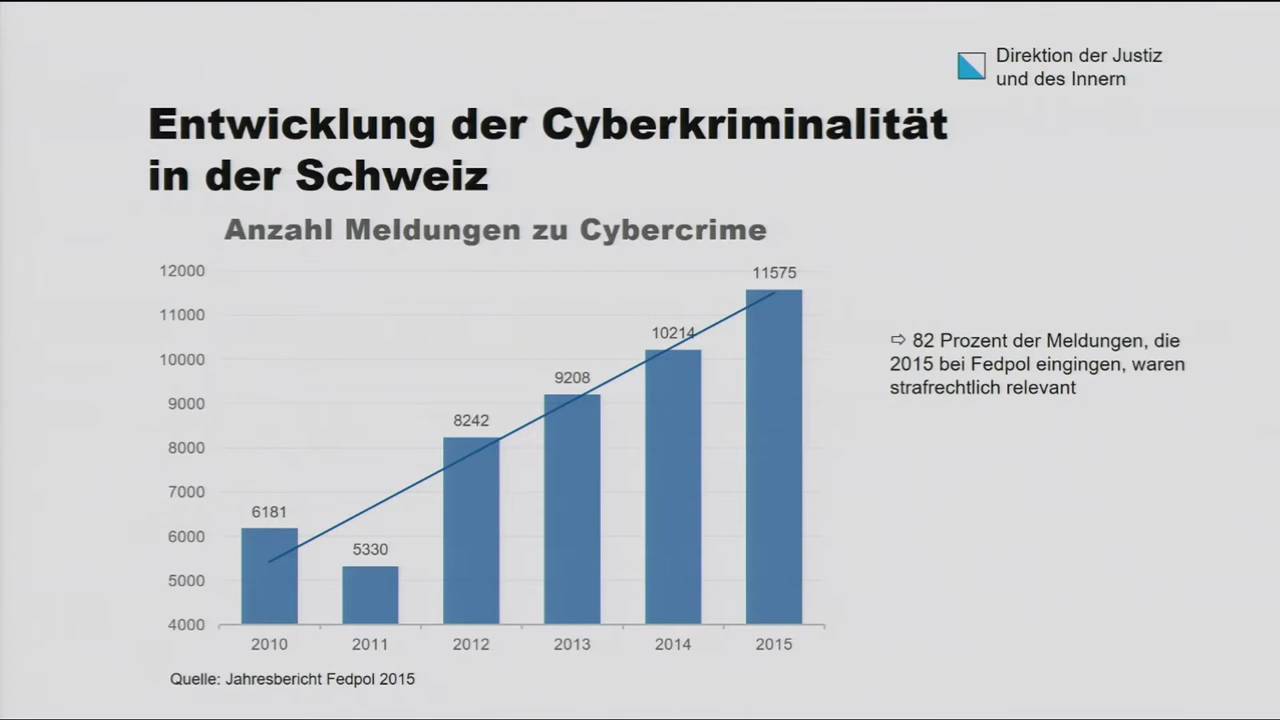 Direktion der Justiz
und des Innern
Entwicklung der Cyberkriminalität
in der Schweiz
Anzahl Meldungen zu Cybercrime
12000
11000
10000
9000
8000
7000
6000
5000
4000
6181
5330
8242
9208
10214
11575
2010
2011
2012
2013
2014
2015
⇨ 82 Prozent der Meldungen, die
2015 bei Fedpol eingingen, waren
strafrechtlich relevant
Quelle: Jahresbericht Fedpol 2015